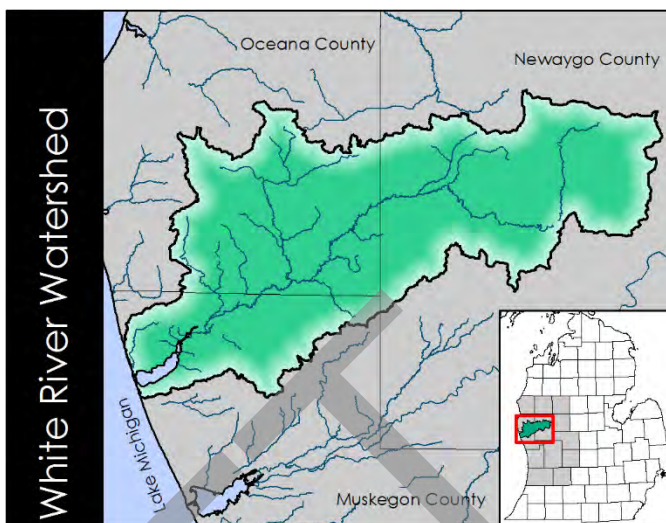 White River Watershed
Oceana County
Newaygo County
Lake Michigan
Muskegon County